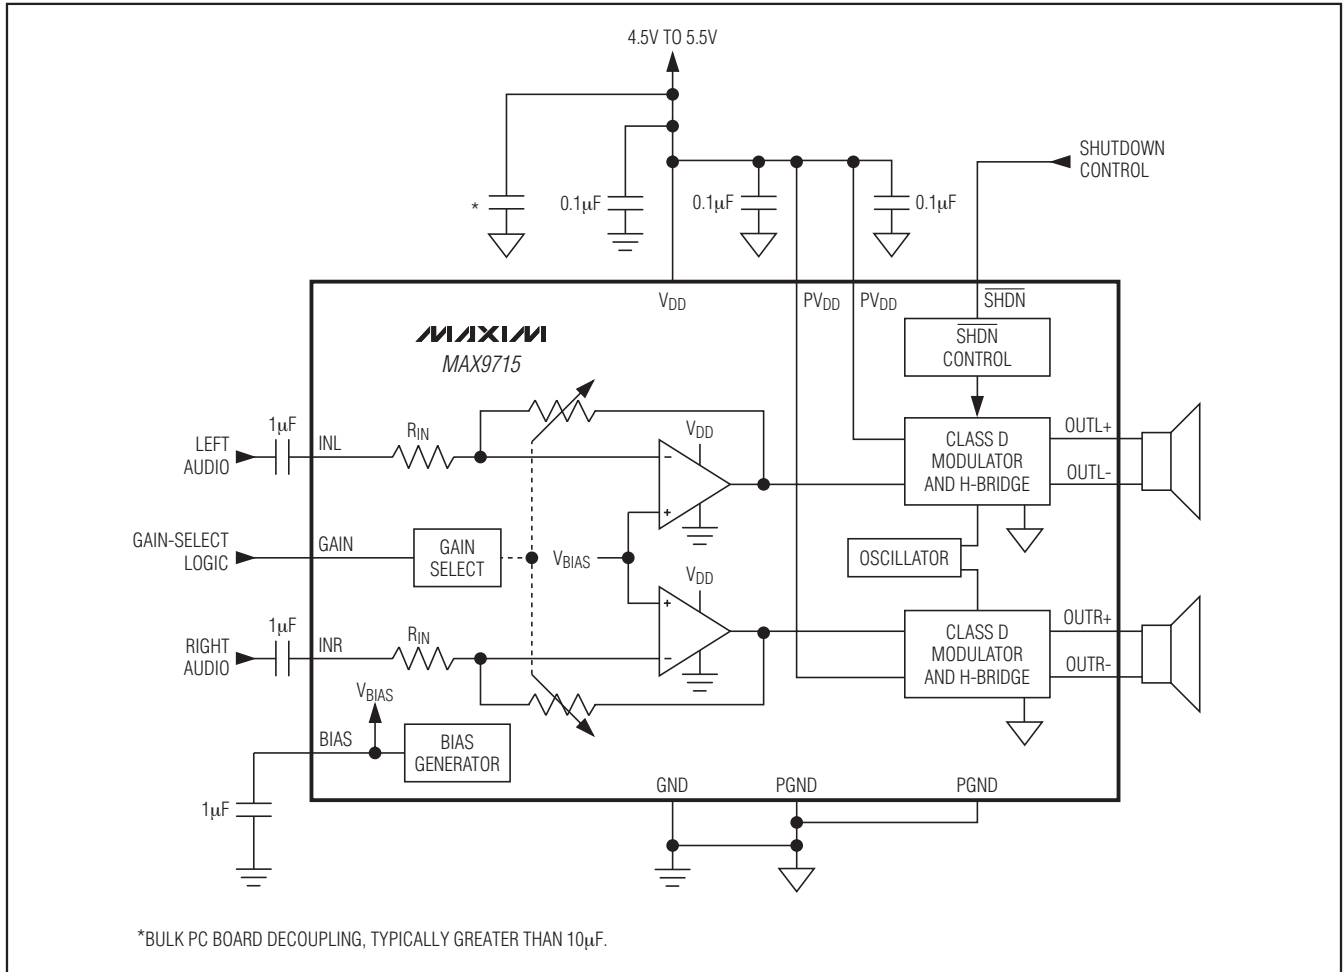 4.5V TO 5.5V
SHUTDOWN
CONTROL
*
0.1µF
0.1µF
0.1µF
VDD
PVDD
PVDD
SHDN
MAXIM
MAX9715
SHDN
CONTROL
1µF
LEFT
AUDIO
INL
RIN
VDD
−
+
CLASS D
MODULATOR
AND H-BRIDGE
OUTL+
OUTL-
GAIN-SELECT
LOGIC
GAIN
GAIN
SELECT
VBIAS
OSCILLATOR
1µF
RIGHT
AUDIO
INR
RIN
VDD
+
−
CLASS D
MODULATOR
AND H-BRIDGE
OUTR+
OUTR-
VBIAS
BIAS
BIAS
GENERATOR
1µF
GND
PGND
PGND
*BULK PC BOARD DECOUPLING, TYPICALLY GREATER THAN 10µF.